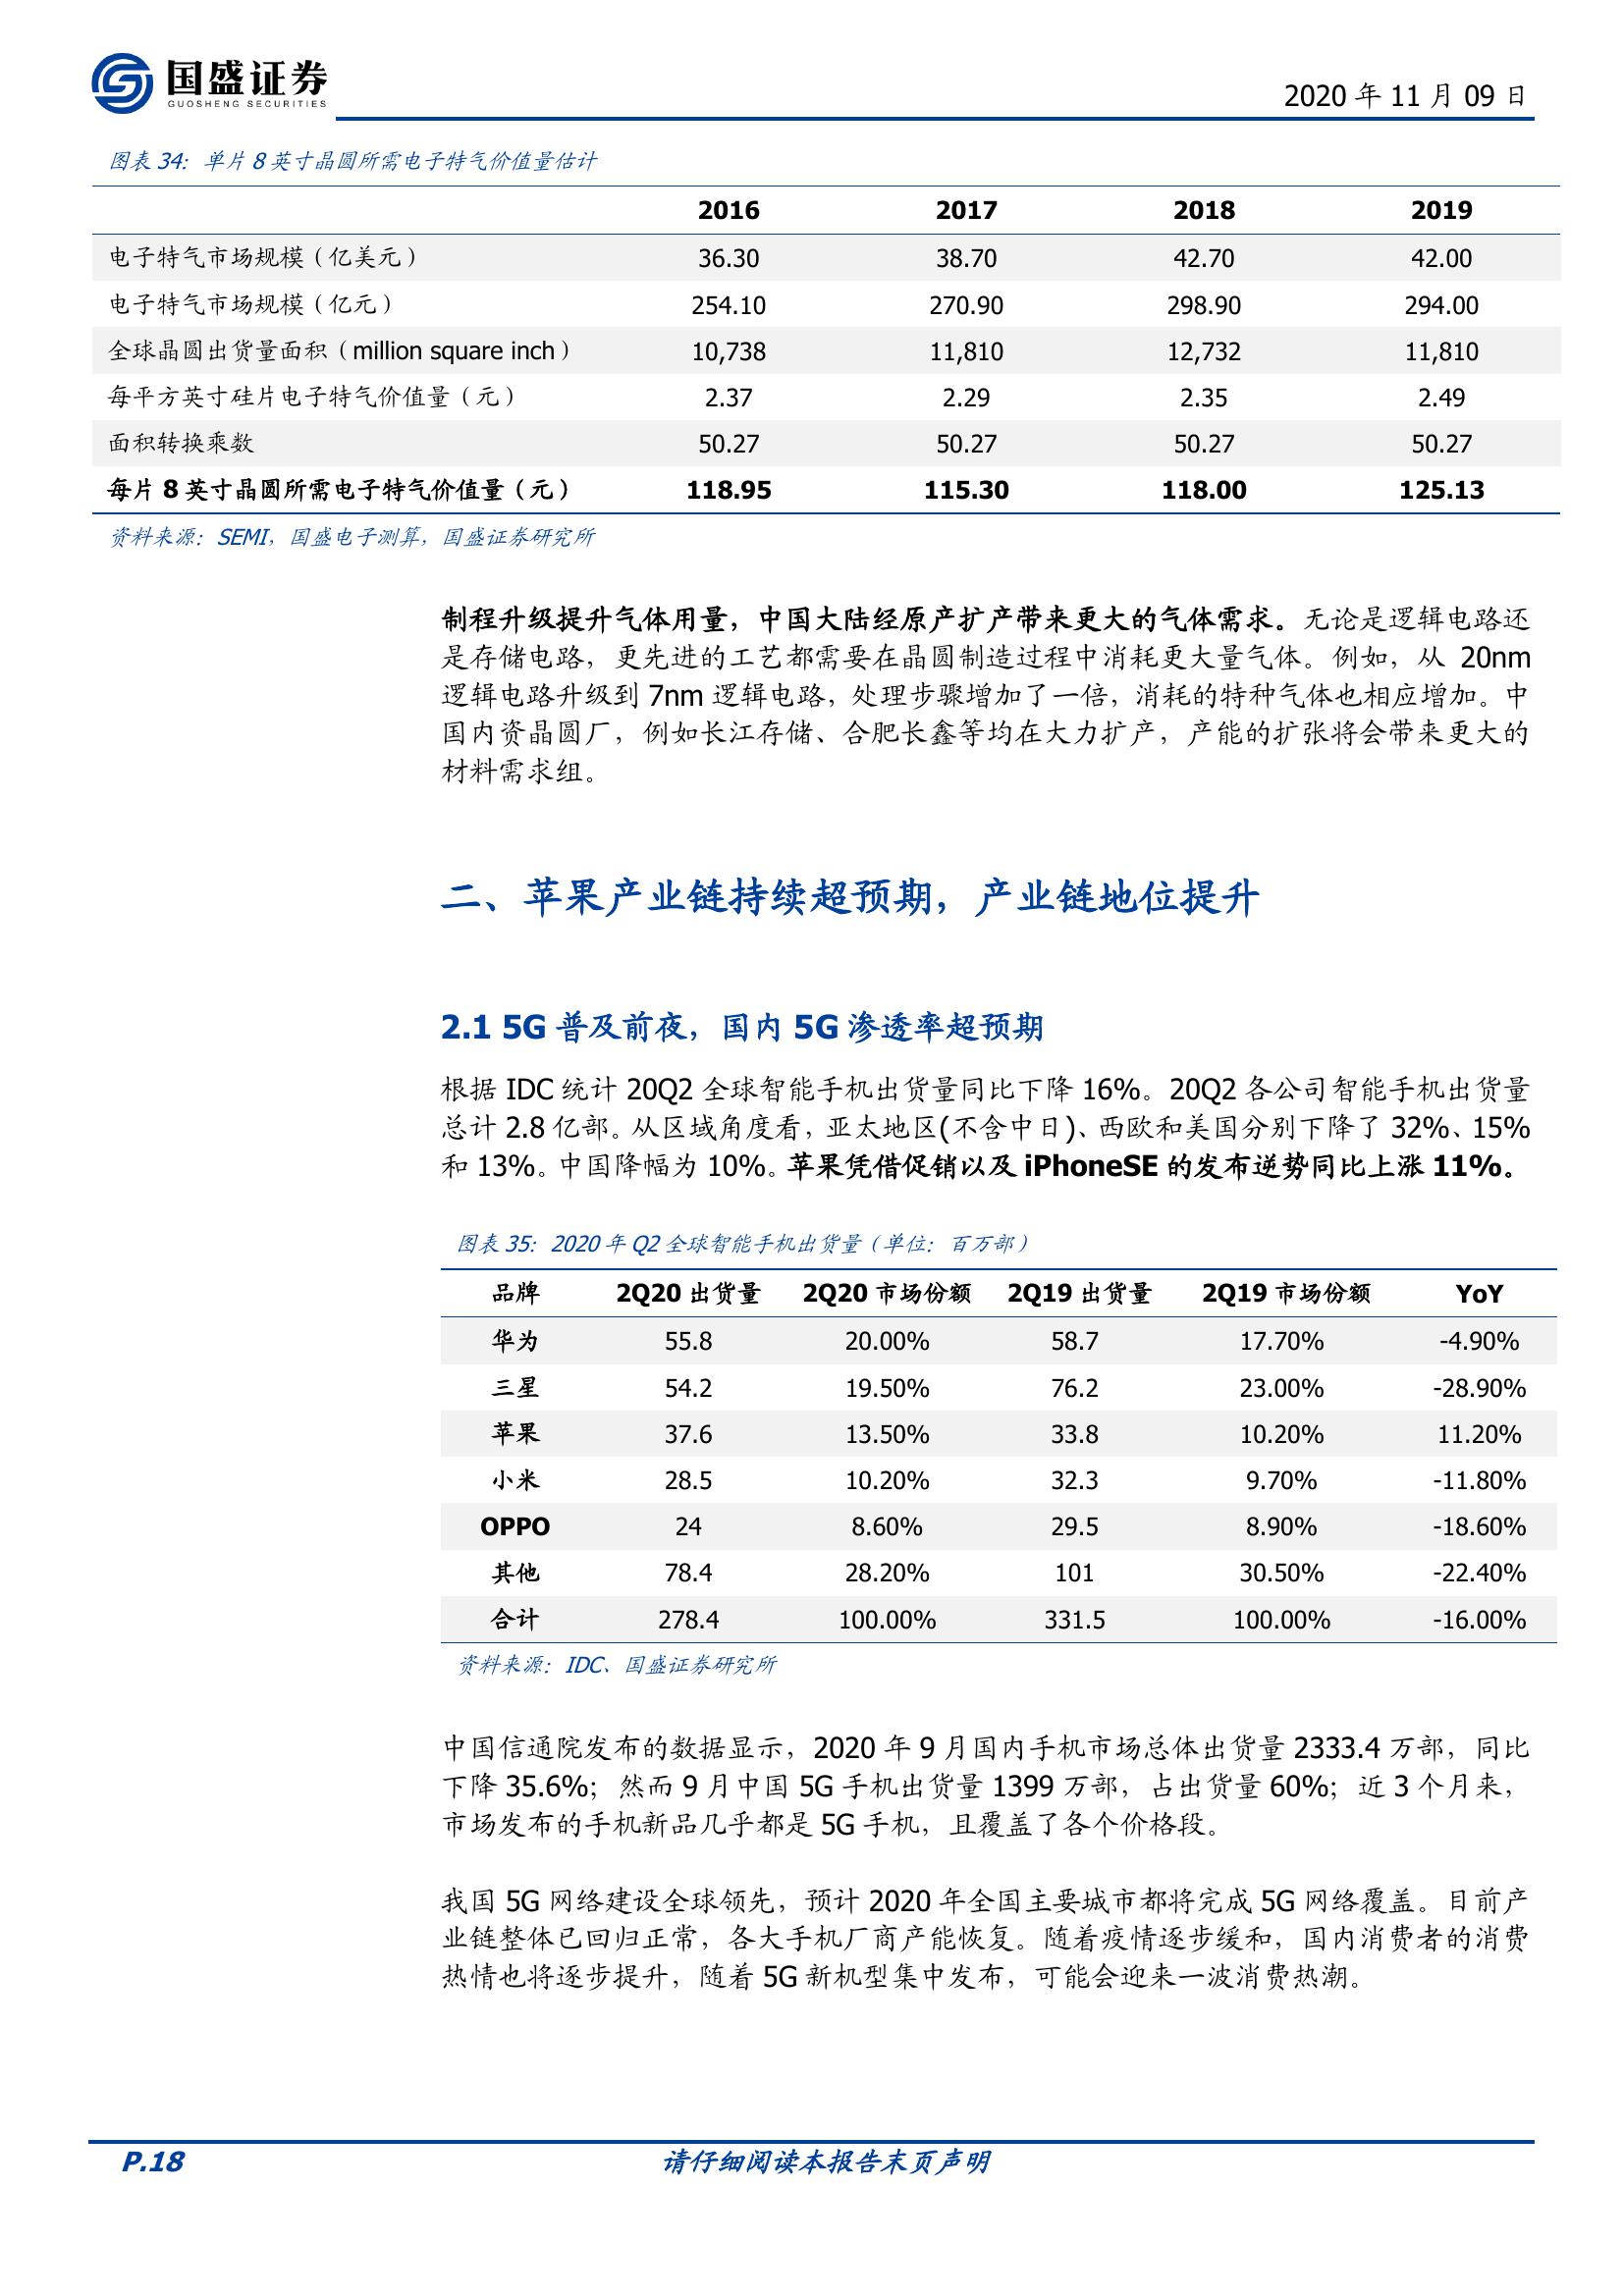 国盛证券
GUOSHENG SECURITIES
2020 年 11 月 09 日
图表 34：单片 8 英寸晶圆所需电子特气价值量估计
2016 2017 2018 2019
电子特气市场规模（亿美元） 36.30 38.70 42.70 42.00
电子特气市场规模（亿元） 254.10 270.90 298.90 294.00
全球晶圆出货量面积（million square inch） 10,738 11,810 12,732 11,810
每平方英寸硅片电子特气价值量（元） 2.37 2.29 2.35 2.49
面积转换乘数 50.27 50.27 50.27 50.27
每片 8 英寸晶圆所需电子特气价值量（元） 118.95 115.30 118.00 125.13
资料来源：SEMI，国盛电子测算，国盛证券研究所
制程升级提升气体用量，中国大陆经原产扩产带来更大的气体需求。无论是逻辑电路还
是存储电路，更先进的工艺都需要在晶圆制造过程中消耗更大量气体。例如，从 20nm
逻辑电路升级到 7nm 逻辑电路，处理步骤增加了一倍，消耗的特种气体也相应增加。中
国内资晶圆厂，例如长江存储、合肥长鑫等均在大力扩产，产能的扩张将会带来更大的
材料需求组。
二、苹果产业链持续超预期，产业链地位提升
2.1 5G 普及前夜，国内 5G 渗透率超预期
根据 IDC 统计 20Q2 全球智能手机出货量同比下降 16%。20Q2 各公司智能手机出货量
总计 2.8 亿部。从区域角度看，亚太地区(不含中日)、西欧和美国分别下降了 32%、15%
和 13%。中国降幅为 10%。苹果凭借促销以及 iPhoneSE 的发布逆势同比上涨 11%。
图表 35：2020 年 Q2 全球智能手机出货量（单位：百万部）
品牌 2Q20 出货量 2Q20 市场份额 2Q19 出货量 2Q19 市场份额 YoY
华为 55.8 20.00% 58.7 17.70% -4.90%
三星 54.2 19.50% 76.2 23.00% -28.90%
苹果 37.6 13.50% 33.8 10.20% 11.20%
小米 28.5 10.20% 32.3 9.70% -11.80%
OPPO 24 8.60% 29.5 8.90% -18.60%
其他 78.4 28.20% 101 30.50% -22.40%
合计 278.4 100.00% 331.5 100.00% -16.00%
资料来源：IDC、国盛证券研究所
中国信通院发布的数据显示，2020 年 9 月国内手机市场总体出货量 2333.4 万部，同比
下降 35.6%；然而 9 月中国 5G 手机出货量 1399 万部，占出货量 60%；近 3 个月来，
市场发布的手机新品几乎都是 5G 手机，且覆盖了各个价格段。
我国 5G 网络建设全球领先，预计 2020 年全国主要城市都将完成 5G 网络覆盖。目前产
业链整体已回归正常，各大手机厂商产能恢复。随着疫情逐步缓和，国内消费者的消费
热情也将逐步提升，随着 5G 新机型集中发布，可能会迎来一波消费热潮。
P.18 请仔细阅读本报告末页声明